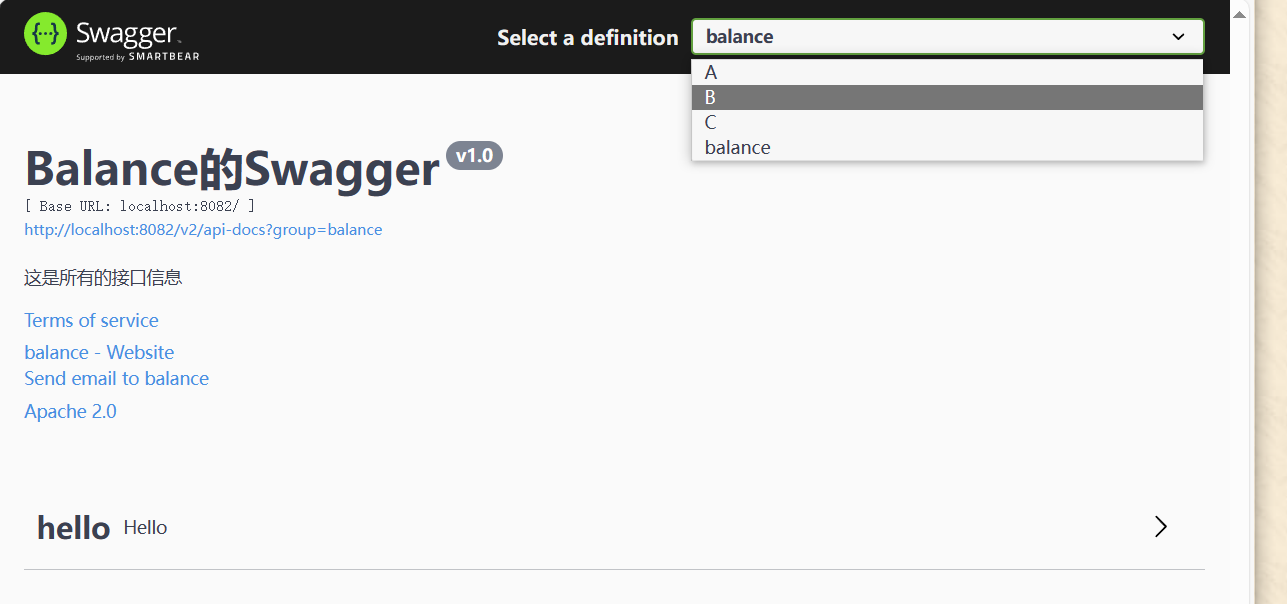 Swagger
Supported by SMARTBEAR
Select a definition
balance
A
B
C
balance
Balance的Swagger v1.0
[ Base URL: localhost:8082/ ]
http://localhost:8082/v2/api-docs?group=balance
这是所有的接口信息
Terms of service
balance - Website
Send email to balance
Apache 2.0
hello Hello